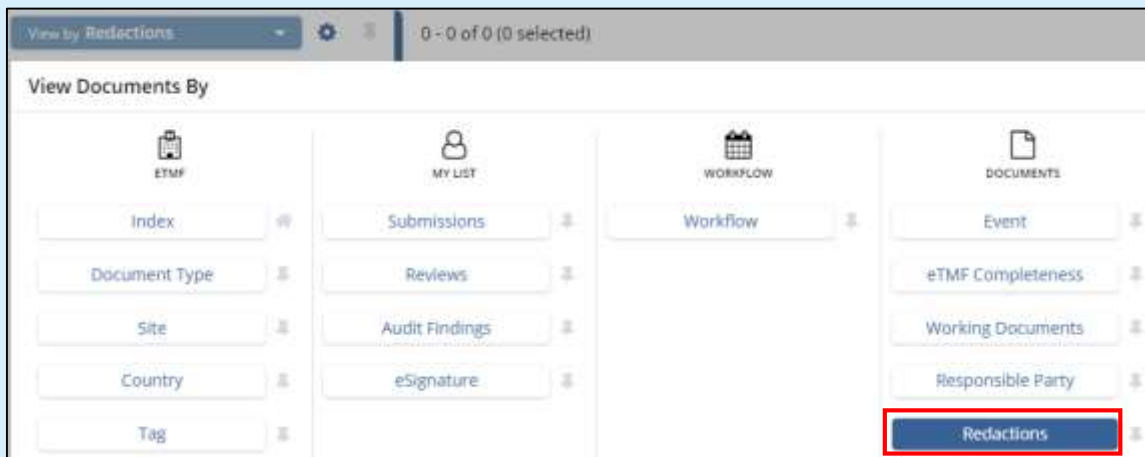 View by Redactions
0 - 0 of 0 (0 selected)
View Documents By
ETMF MY LIST WORKFLOW DOCUMENTS
Index Submissions Workflow Event
Document Type Reviews eTMF Completeness
Site Audit Findings Working Documents
Country eSignature Responsible Party
Tag Redactions